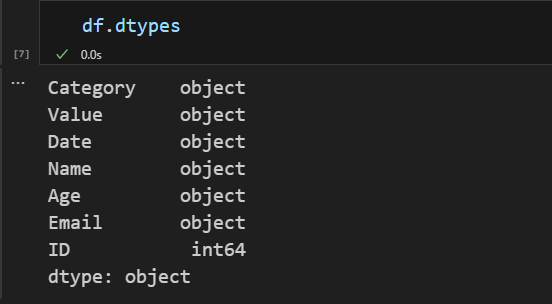 df.dtypes
[7]
0.0s
...
Category object
Value object
Date object
Name object
Age object
Email object
ID int64
dtype: object